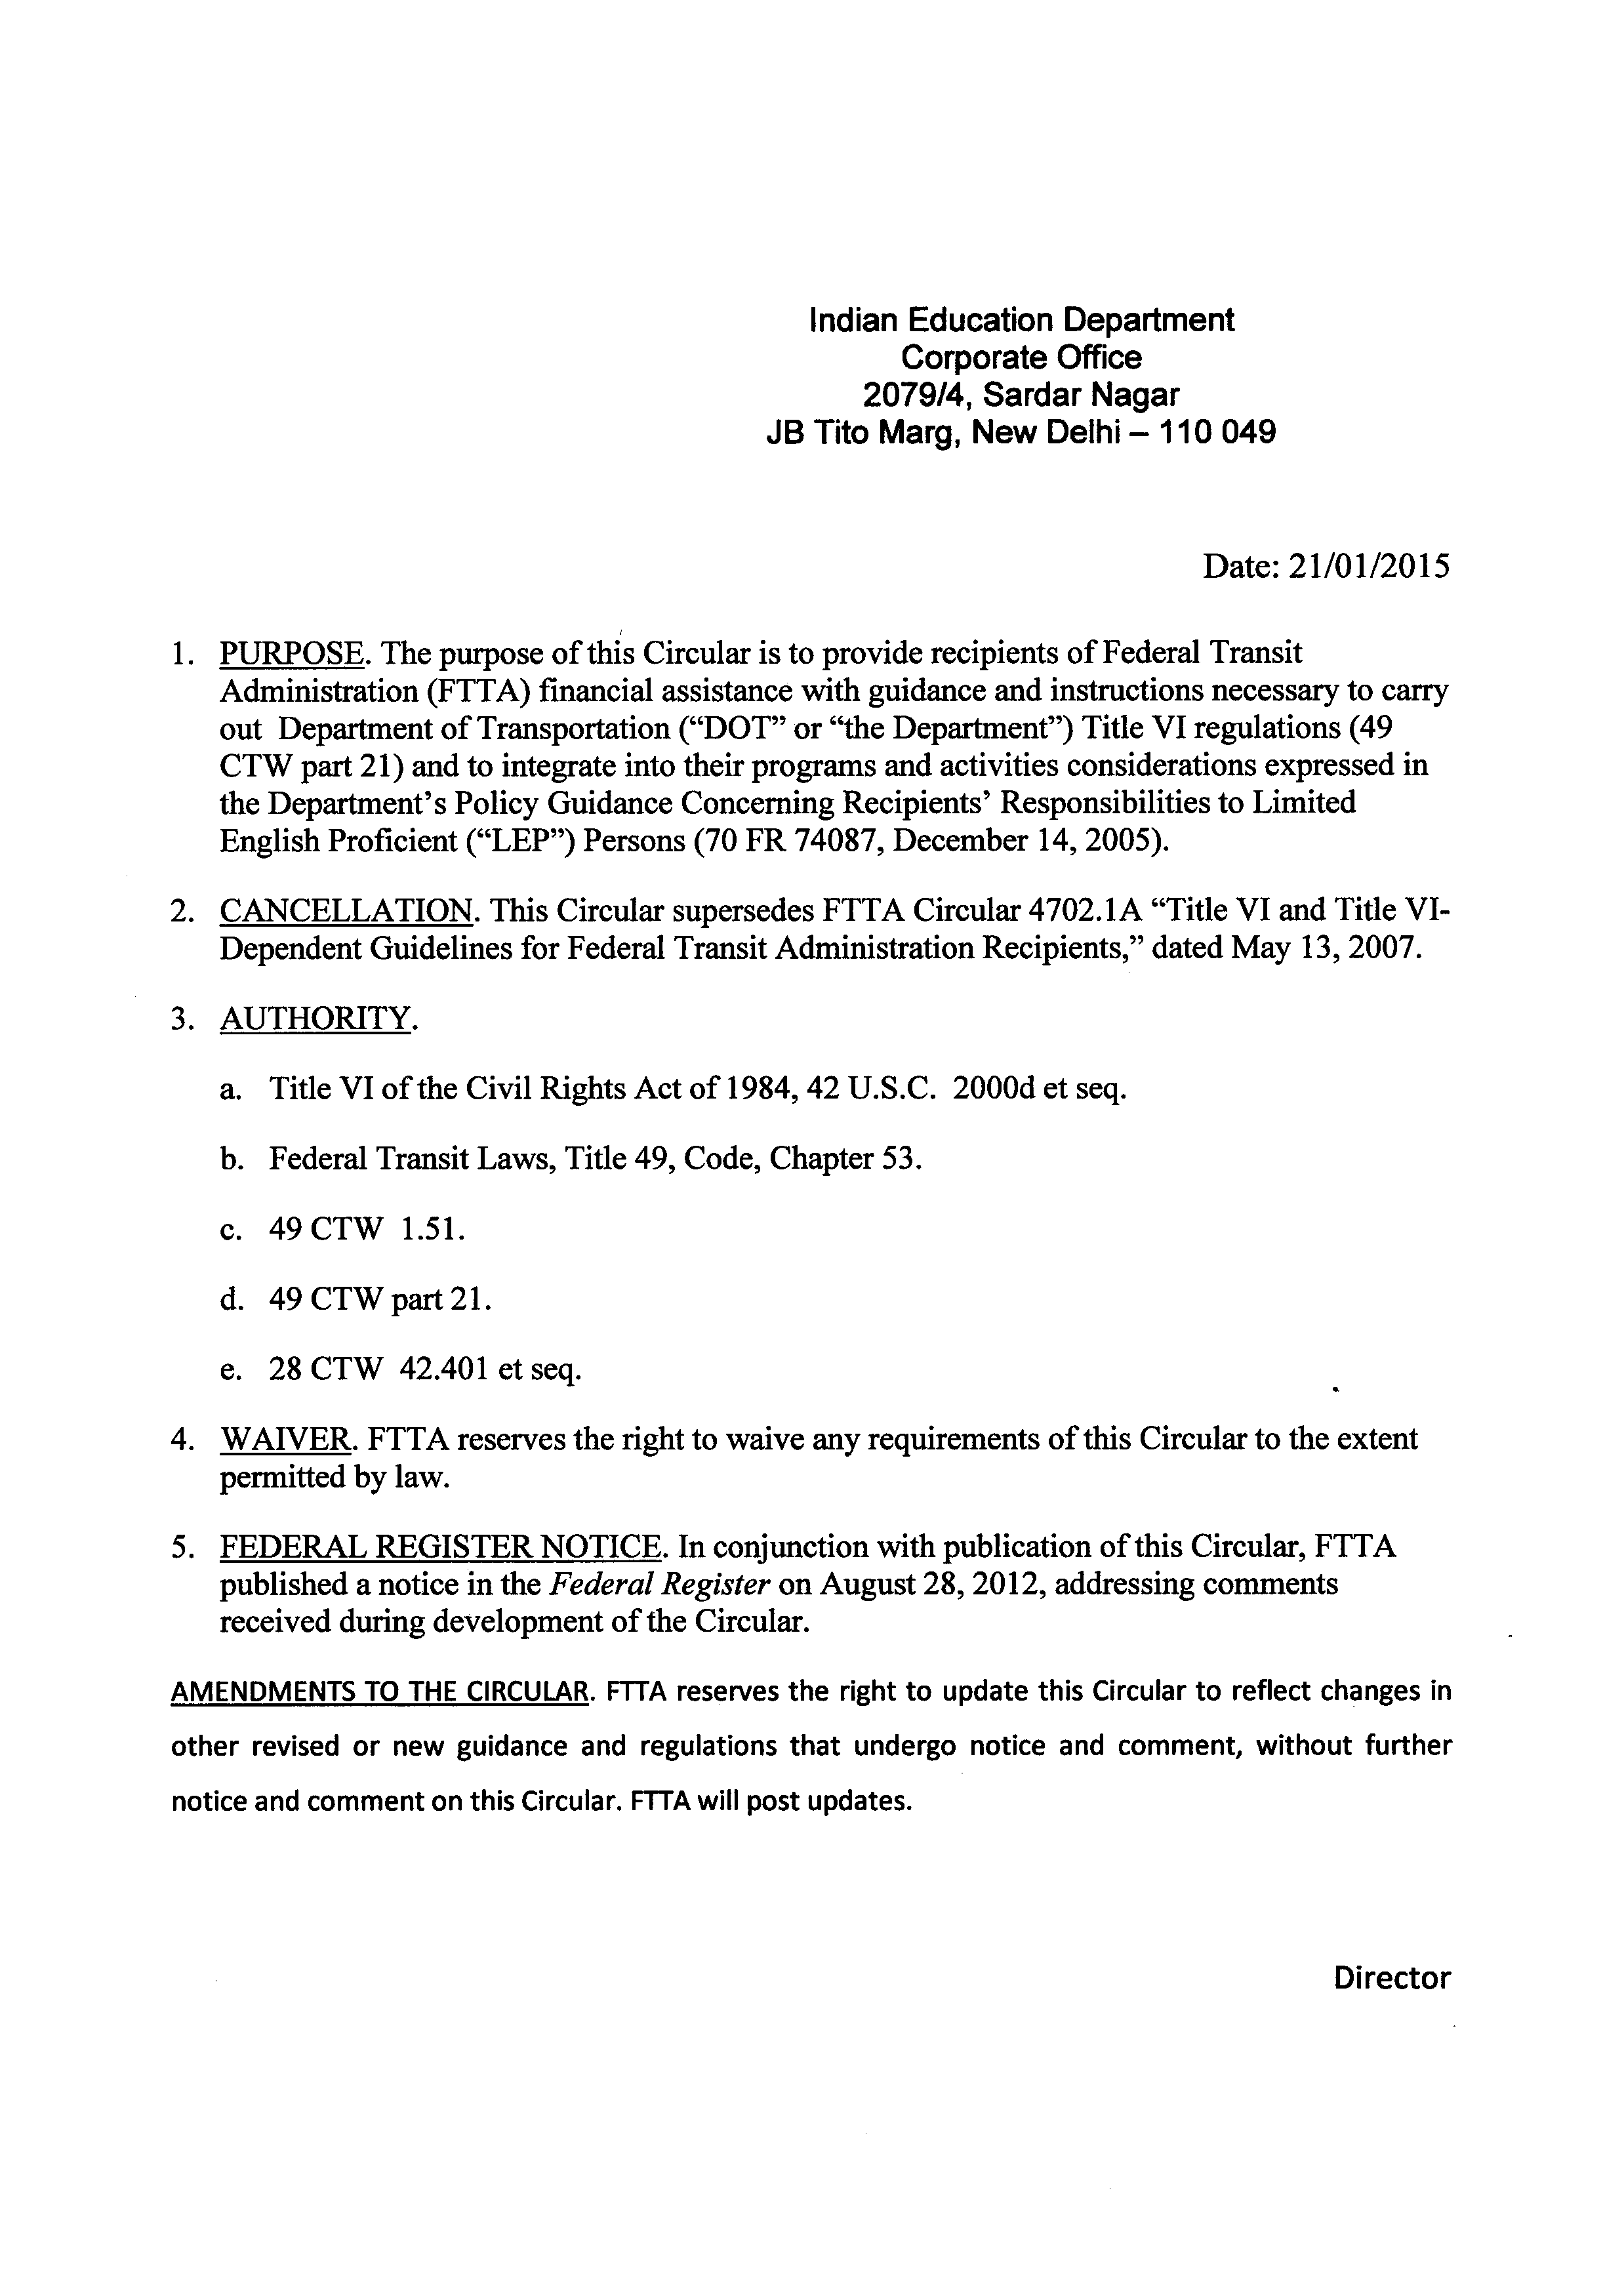 Indian Education Department
Corporate Office
2079/4, Sardar Nagar
JB Tito Marg, New Delhi – 110 049
Date: 21/01/2015
1. PURPOSE. The purpose of this Circular is to provide recipients of Federal Transit
Administration (FTTA) financial assistance with guidance and instructions necessary to carry
out Department of Transportation (“DOT” or “the Department”) Title VI regulations (49
CTW part 21) and to integrate into their programs and activities considerations expressed in
the Department’s Policy Guidance Concerning Recipients’ Responsibilities to Limited
English Proficient (“LEP”) Persons (70 FR 74087, December 14, 2005).
2. CANCELLATION. This Circular supersedes FTTA Circular 4702.1A “Title VI and Title VI-
Dependent Guidelines for Federal Transit Administration Recipients,” dated May 13, 2007.
3. AUTHORITY.
a. Title VI of the Civil Rights Act of 1984, 42 U.S.C. 2000d et seq.
b. Federal Transit Laws, Title 49, Code, Chapter 53.
c. 49 CTW 1.51.
d. 49 CTW part 21.
e. 28 CTW 42.401 et seq.
4. WAIVER. FTTA reserves the right to waive any requirements of this Circular to the extent
permitted by law.
5. FEDERAL REGISTER NOTICE. In conjunction with publication of this Circular, FTTA
published a notice in the Federal Register on August 28, 2012, addressing comments
received during development of the Circular.
AMENDMENTS TO THE CIRCULAR. FTTA reserves the right to update this Circular to reflect changes in
other revised or new guidance and regulations that undergo notice and comment, without further
notice and comment on this Circular. FTTA will post updates.
Director